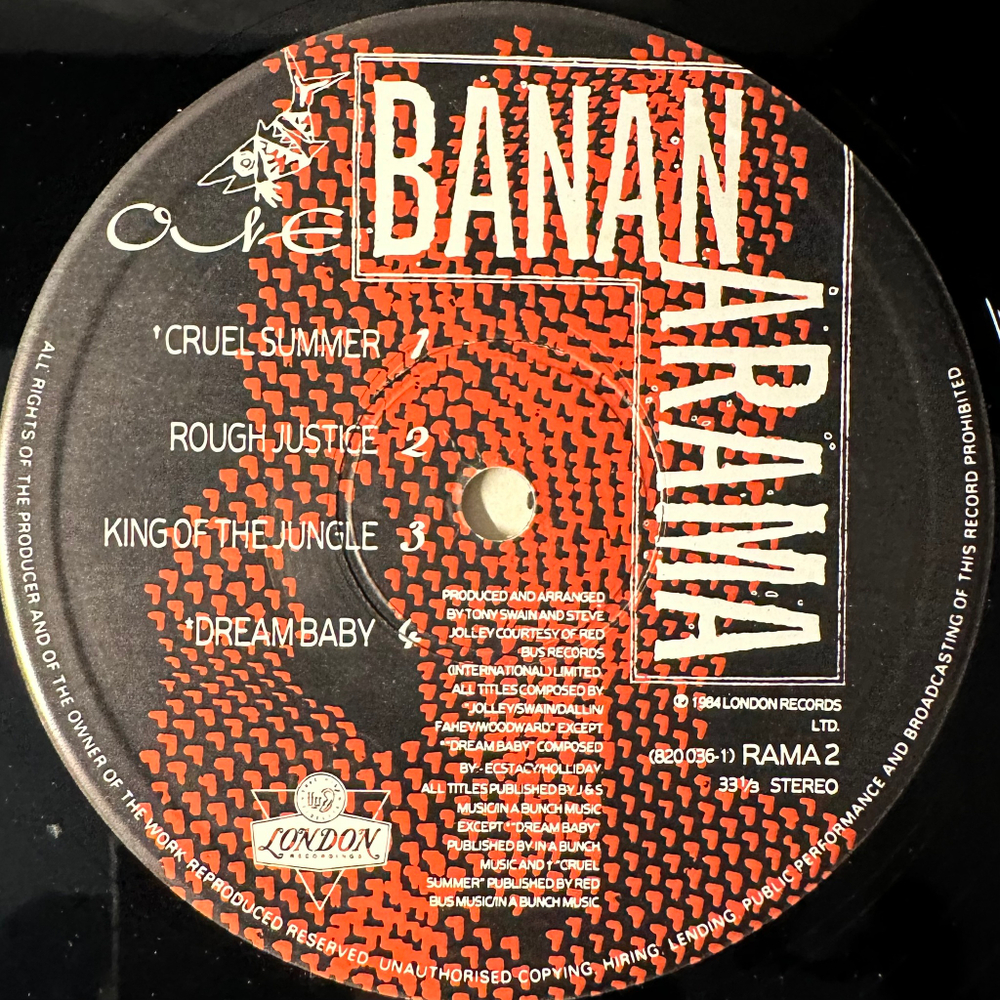 BANAN
ARAMA
ONE
†CRUEL SUMMER 1
ROUGH JUSTICE 2
KING OF THE JUNGLE 3
*DREAM BABY 4
PRODUCED AND ARRANGED
BY TONY SWAIN AND STEVE
JOLLEY COURTESY OF RED
BUS RECORDS
(INTERNATIONAL) LIMITED.
ALL TITLES COMPOSED BY
"JOLLEY/SWAIN/DALLIN
FAHEY/WOODWARD" EXCEPT
*"DREAM BABY" COMPOSED
BY:- ECSTACY/HOLLIDAY.
ALL TITLES PUBLISHED BY J & S
MUSIC/IN A BUNCH MUSIC
EXCEPT *"DREAM BABY"
PUBLISHED BY IN A BUNCH
MUSIC AND † "CRUEL
SUMMER" PUBLISHED BY RED
BUS MUSIC/IN A BUNCH MUSIC
℗ 1984 LONDON RECORDS
LTD.
(820 036-1) RAMA 2
33 1/3 STEREO
LONDON
RECORDINGS
ALL RIGHTS OF THE PRODUCER AND OF THE OWNER OF THE WORK REPRODUCED RESERVED. UNAUTHORISED COPYING, HIRING, LENDING, PUBLIC PERFORMANCE AND BROADCASTING OF THIS RECORD PROHIBITED